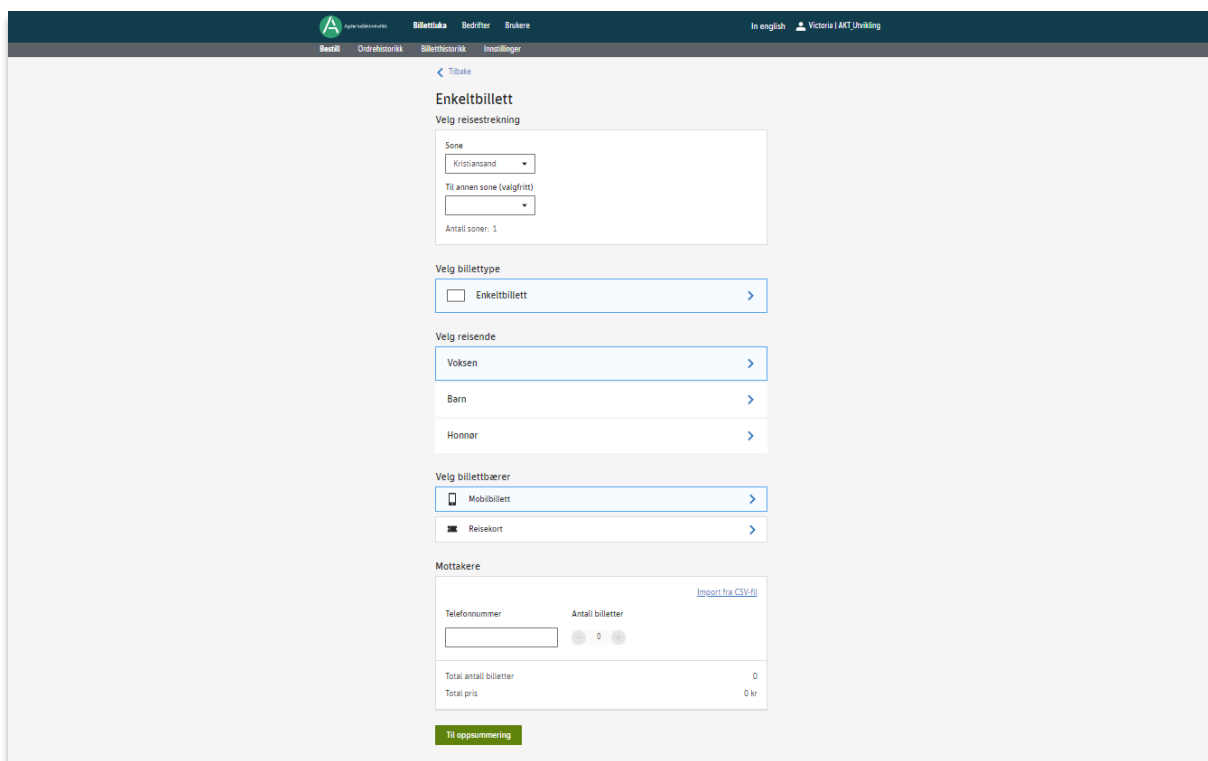 Agder kollektivtrafikk Billettluka Bedrifter Brukere In english Victoria | AKT_Utvikling
Bestill Ordrehistorikk Billetthistorikk Innstillinger
Tilbake
Enkeltbillett
Velg reisestrekning
Sone
Kristiansand
Til annen sone (valgfritt)
Antall soner: 1
Velg billettype
Enkeltbillett
Velg reisende
Voksen
Barn
Honnør
Velg billettbærer
Mobilbillett
Reisekort
Mottakere
Import fra CSV-fil
Telefonnummer Antall billetter
0
Total antall billetter 0
Total pris 0 kr
Til oppsummering